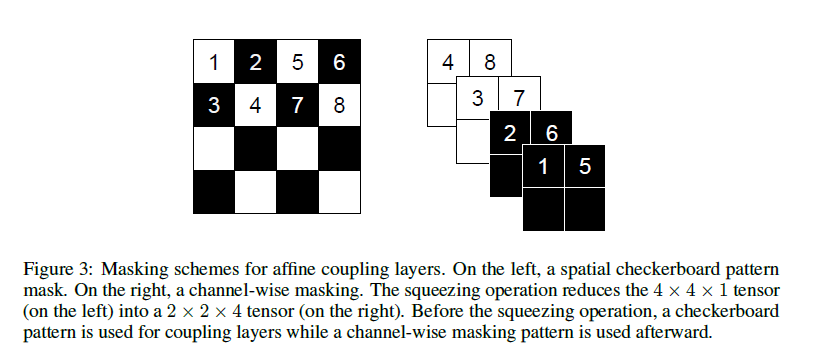 1 2 5 6
3 4 7 8
4 8
3 7
2 6
1 5
Figure 3: Masking schemes for affine coupling layers. On the left, a spatial checkerboard pattern
mask. On the right, a channel-wise masking. The squeezing operation reduces the 4 × 4 × 1 tensor
(on the left) into a 2 × 2 × 4 tensor (on the right). Before the squeezing operation, a checkerboard
pattern is used for coupling layers while a channel-wise masking pattern is used afterward.